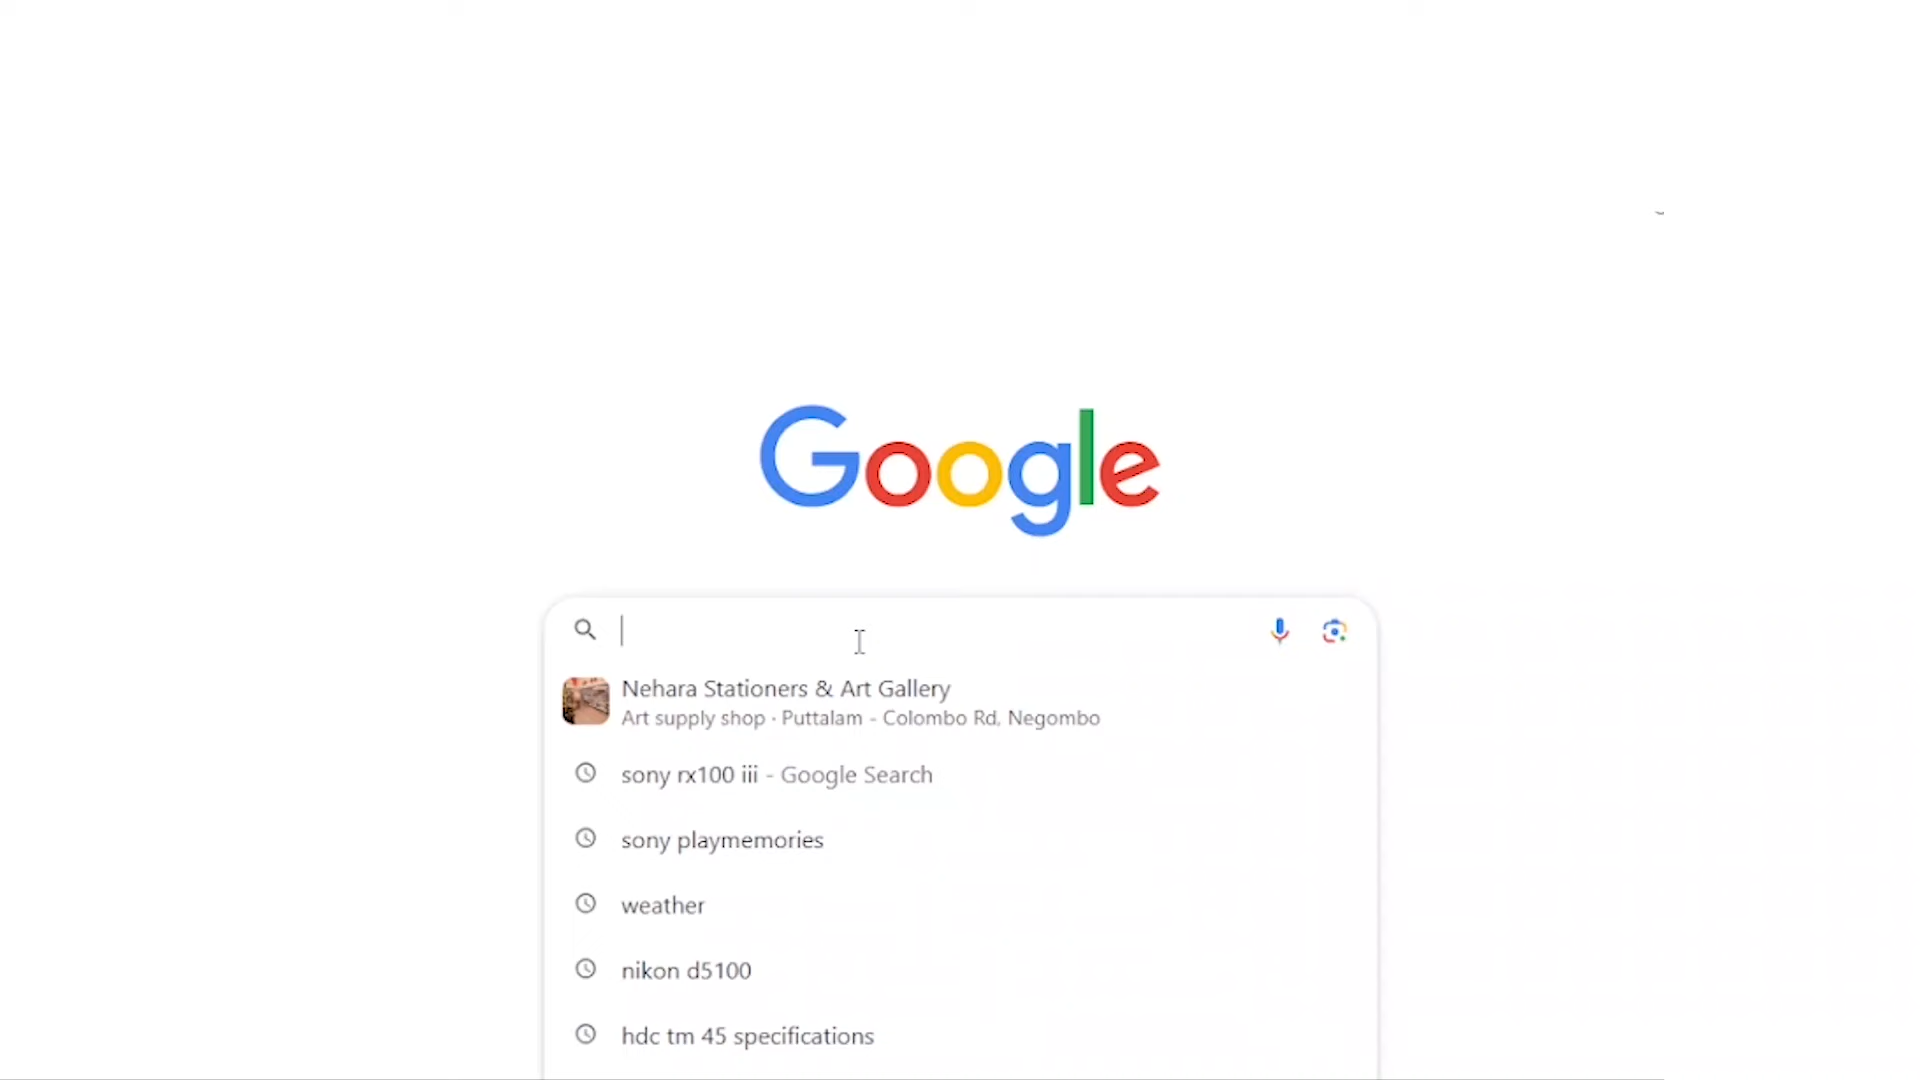 Google
Nehara Stationers & Art Gallery
Art supply shop · Puttalam - Colombo Rd, Negombo
sony rx100 iii - Google Search
sony playmemories
weather
nikon d5100
hdc tm 45 specifications